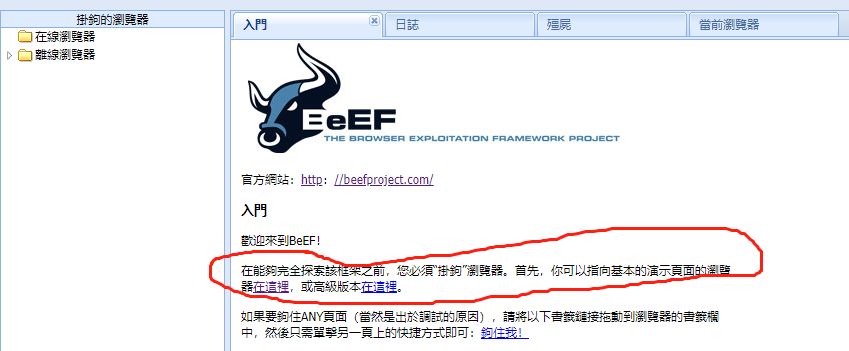 掛鉤的瀏覽器
在線瀏覽器
離線瀏覽器
入門
日誌
殭屍
當前瀏覽器
BeEF
THE BROWSER EXPLOITATION FRAMEWORK PROJECT
官方網站：http：//beefproject.com/
入門
歡迎來到BeEF！
在能夠完全探索該框架之前，您必須“掛鉤”瀏覽器。首先，你可以指向基本的演示頁面的瀏覽
器在這裡，或高級版本在這裡。
如果要鉤住ANY頁面（當然是出於調試的原因），請將以下書籤鏈接拖動到瀏覽器的書籤欄
中，然後只需單擊另一頁上的快捷方式即可：鉤住我！